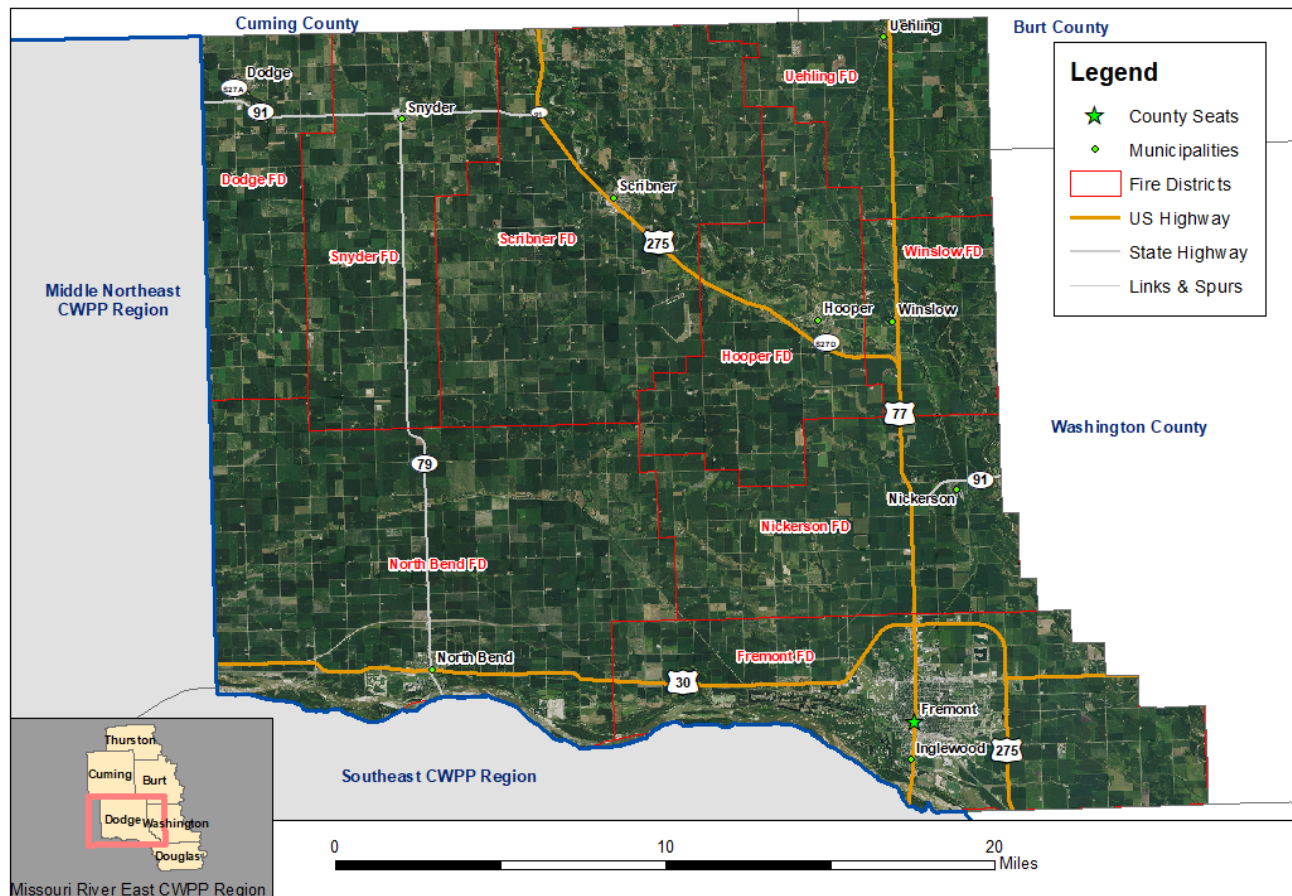 Cuming County
Burt County
Uehling
Legend
County Seats
Municipalities
Fire Districts
US Highway
State Highway
Links & Spurs
Dodge
S27A
91
Snyder
91
Uehling FD
Dodge FD
Scribner
Snyder FD
Scribner FD
275
Winslow FD
Middle Northeast
CWPP Region
Hooper
Winslow
S27D
Hooper FD
77
Washington County
79
91
Nickerson
Nickerson FD
North Bend FD
North Bend
Fremont FD
30
Fremont
Inglewood
275
Southeast CWPP Region
Thurston
Cuming
Burt
Dodge
Washington
Douglas
Missouri River East CWPP Region
0
10
20
Miles